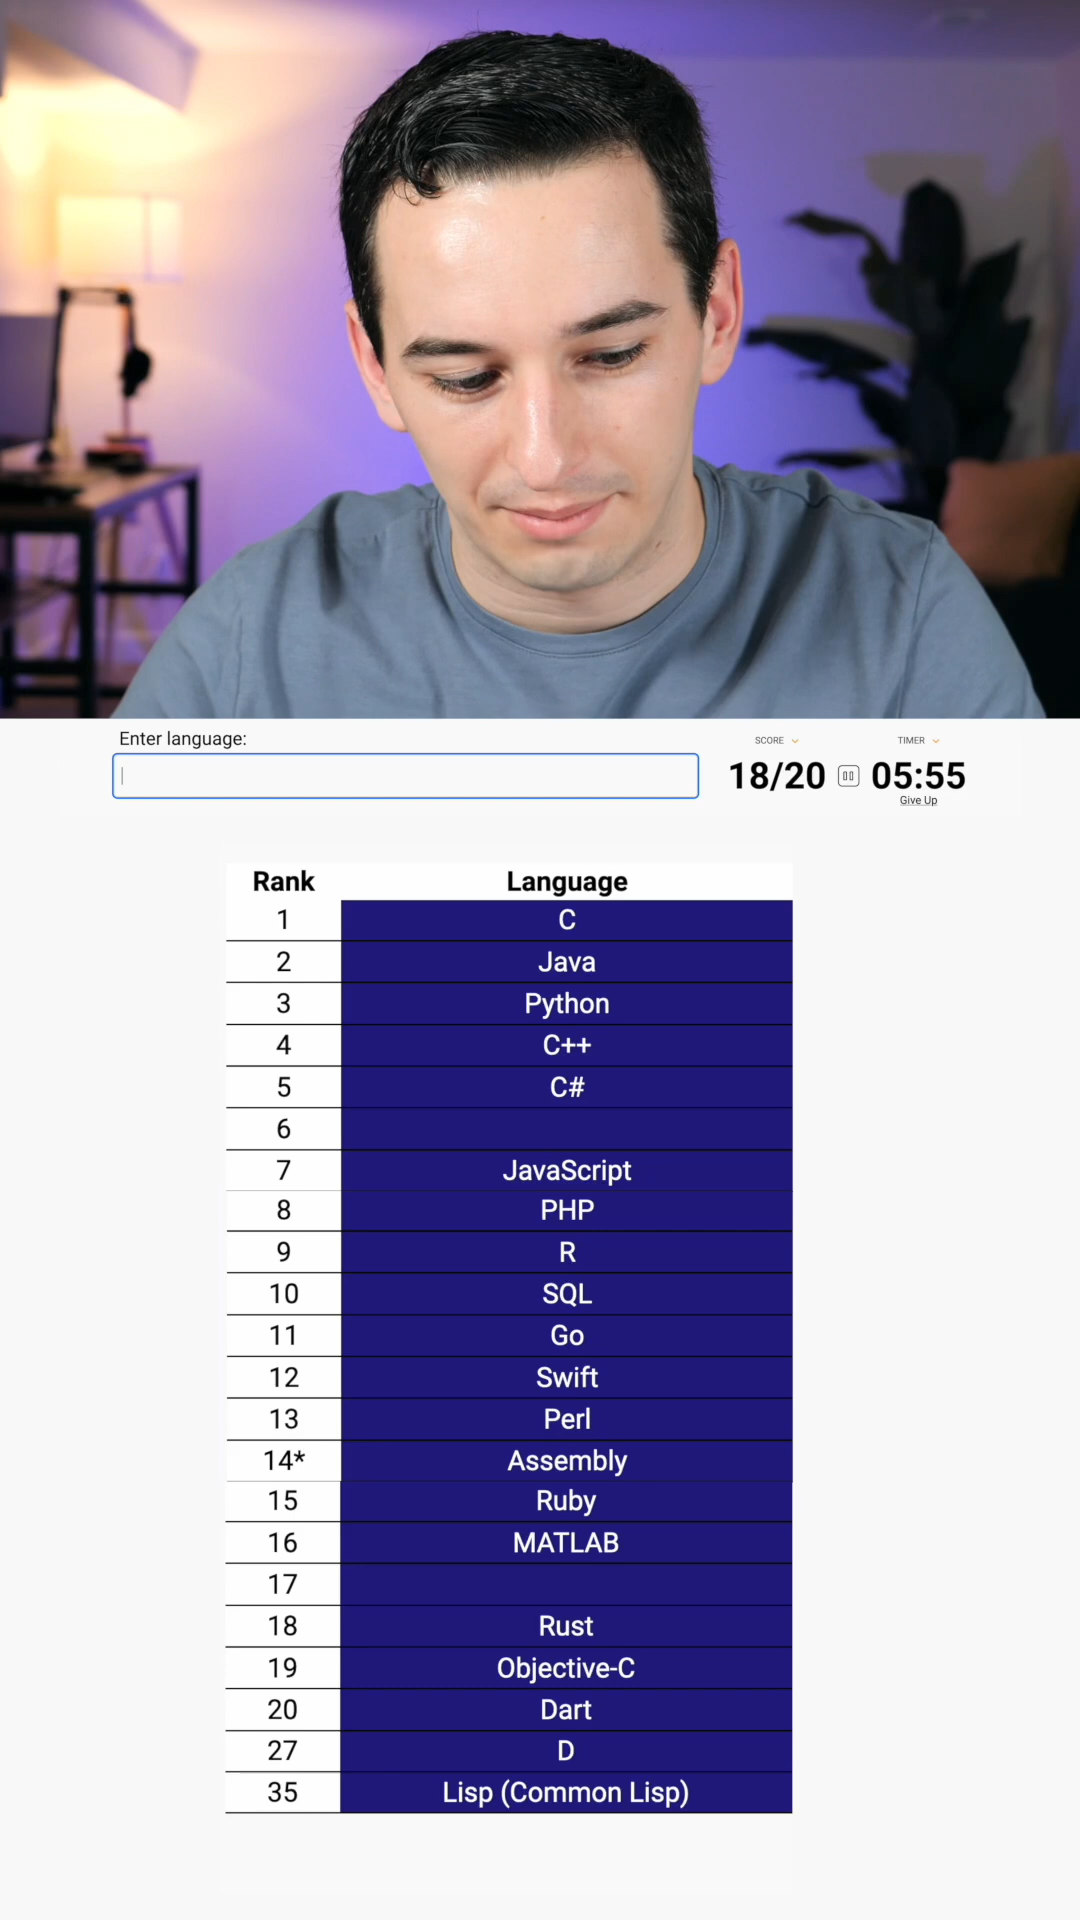 Enter language:
SCORE
TIMER
18/20
05:55
Give Up
Rank Language
1 C
2 Java
3 Python
4 C++
5 C#
6
7 JavaScript
8 PHP
9 R
10 SQL
11 Go
12 Swift
13 Perl
14* Assembly
15 Ruby
16 MATLAB
17
18 Rust
19 Objective-C
20 Dart
27 D
35 Lisp (Common Lisp)